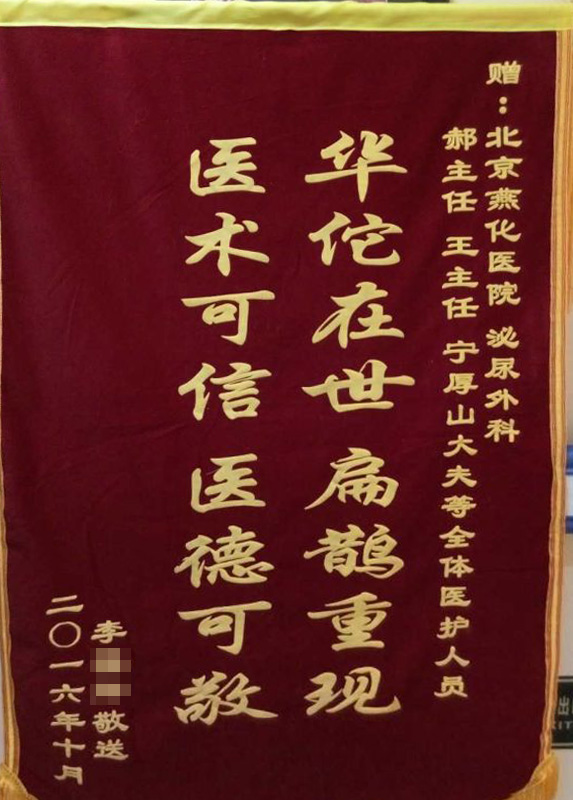 赠：北京燕化医院 泌尿外科
郝主任 王主任 宁厚山大夫等全体医护人员
华佗在世 扁鹊重现
医术可信 医德可敬
李 敬送
二〇一六年十月
出
XIT